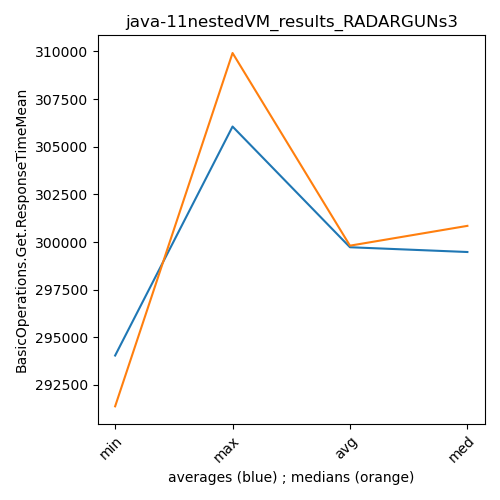 java-11nestedVM_results_RADARGUNs3
BasicOperations.Get.ResponseTimeMean
310000
307500
305000
302500
300000
297500
295000
292500
min
max
avg
med
averages (blue) ; medians (orange)